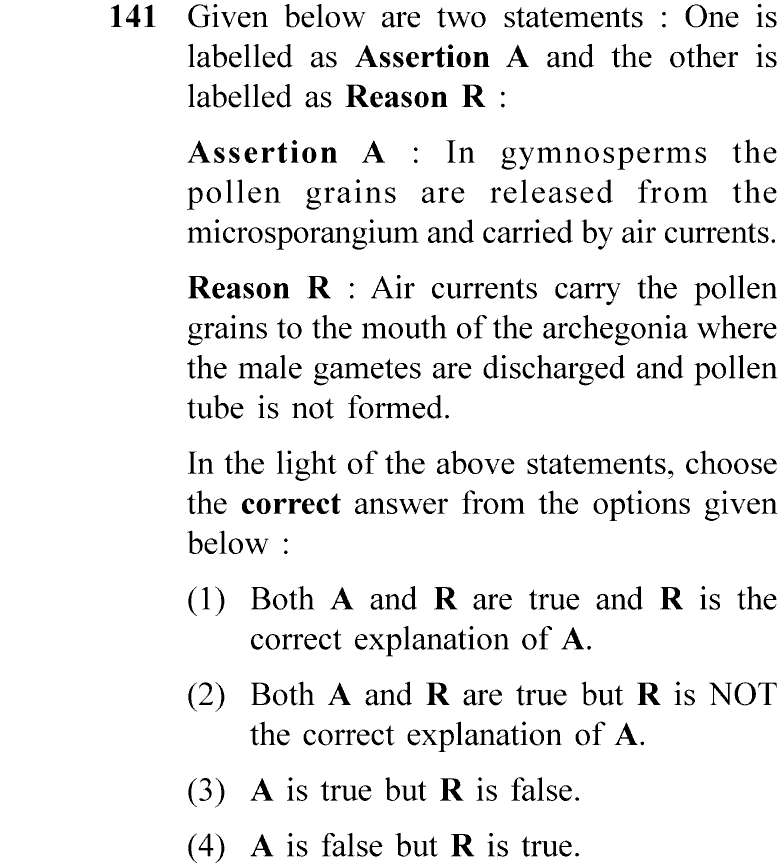 141 Given below are two statements : One is
labelled as Assertion A and the other is
labelled as Reason R :
Assertion A : In gymnosperms the
pollen grains are released from the
microsporangium and carried by air currents.
Reason R : Air currents carry the pollen
grains to the mouth of the archegonia where
the male gametes are discharged and pollen
tube is not formed.
In the light of the above statements, choose
the correct answer from the options given
below :
(1) Both A and R are true and R is the
correct explanation of A.
(2) Both A and R are true but R is NOT
the correct explanation of A.
(3) A is true but R is false.
(4) A is false but R is true.